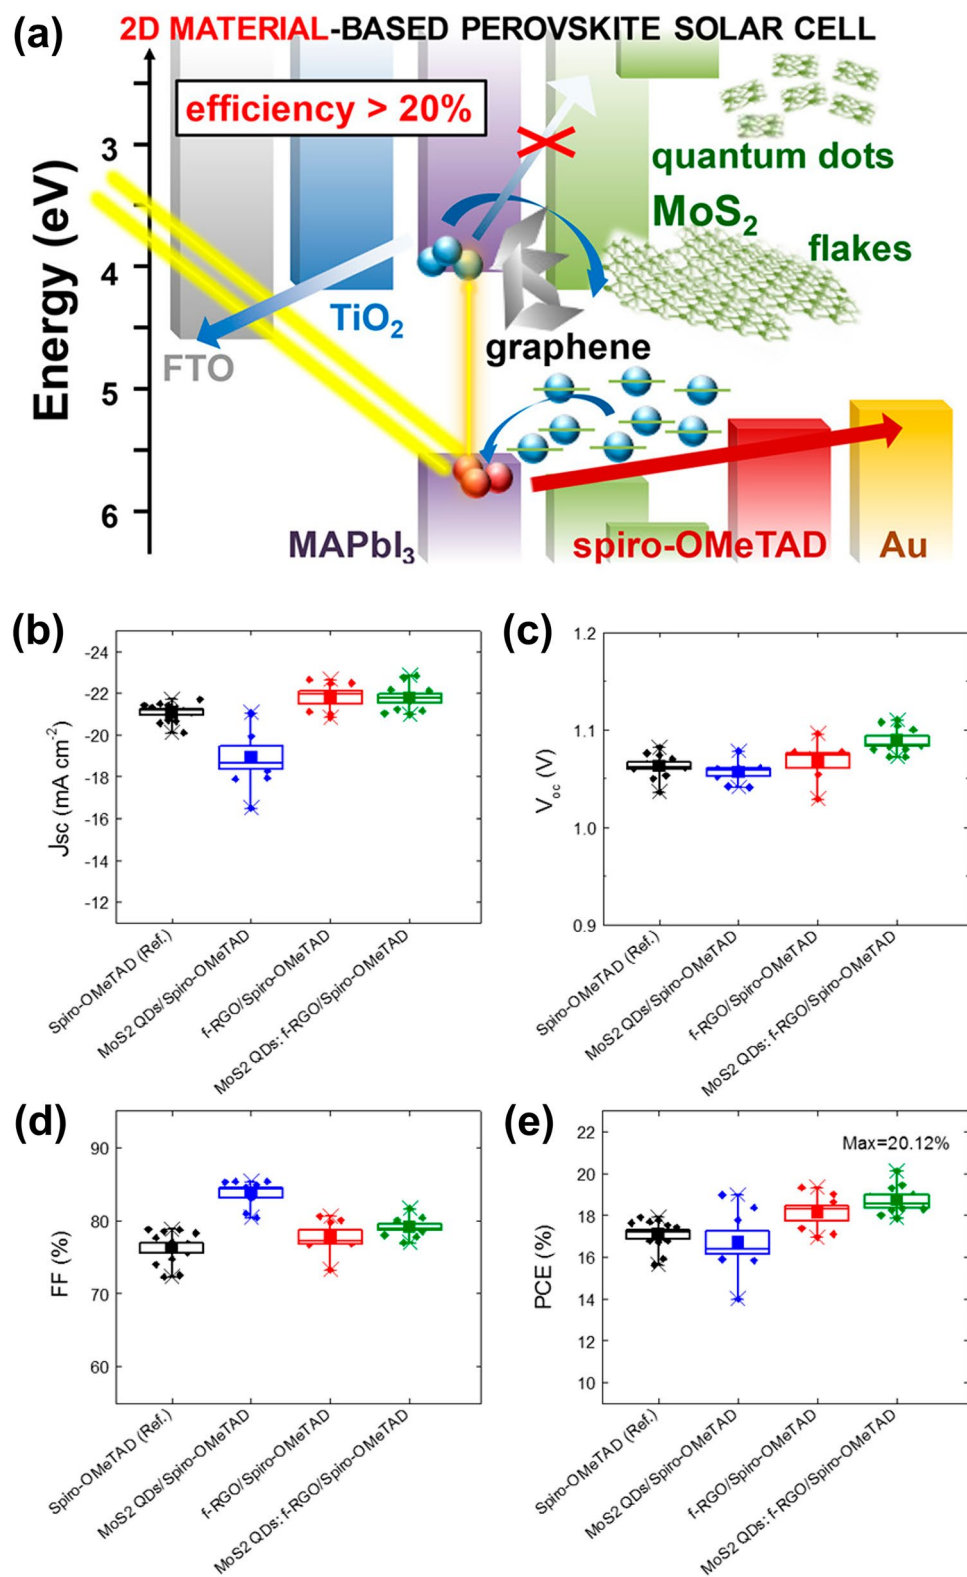 (a)
2D MATERIAL-BASED PEROVSKITE SOLAR CELL
efficiency > 20%
Energy (eV)
3
4
5
6
quantum dots
MoS₂
flakes
TiO₂
FTO
graphene
MAPbI₃
spiro-OMeTAD
Au
(b)
Jsc (mA cm⁻²)
-24
-22
-20
-18
-16
-14
-12
Spiro-OMeTAD (Ref.)
MoS2 QDs/Spiro-OMeTAD
f-RGO/Spiro-OMeTAD
MoS2 QDs: f-RGO/Spiro-OMeTAD
(c)
Voc (V)
1.2
1.1
1.0
0.9
Spiro-OMeTAD (Ref.)
MoS2 QDs/Spiro-OMeTAD
f-RGO/Spiro-OMeTAD
MoS2 QDs: f-RGO/Spiro-OMeTAD
(d)
FF (%)
90
80
70
60
Spiro-OMeTAD (Ref.)
MoS2 QDs/Spiro-OMeTAD
f-RGO/Spiro-OMeTAD
MoS2 QDs: f-RGO/Spiro-OMeTAD
(e)
PCE (%)
22
20
18
16
14
12
10
Max=20.12%
Spiro-OMeTAD (Ref.)
MoS2 QDs/Spiro-OMeTAD
f-RGO/Spiro-OMeTAD
MoS2 QDs: f-RGO/Spiro-OMeTAD